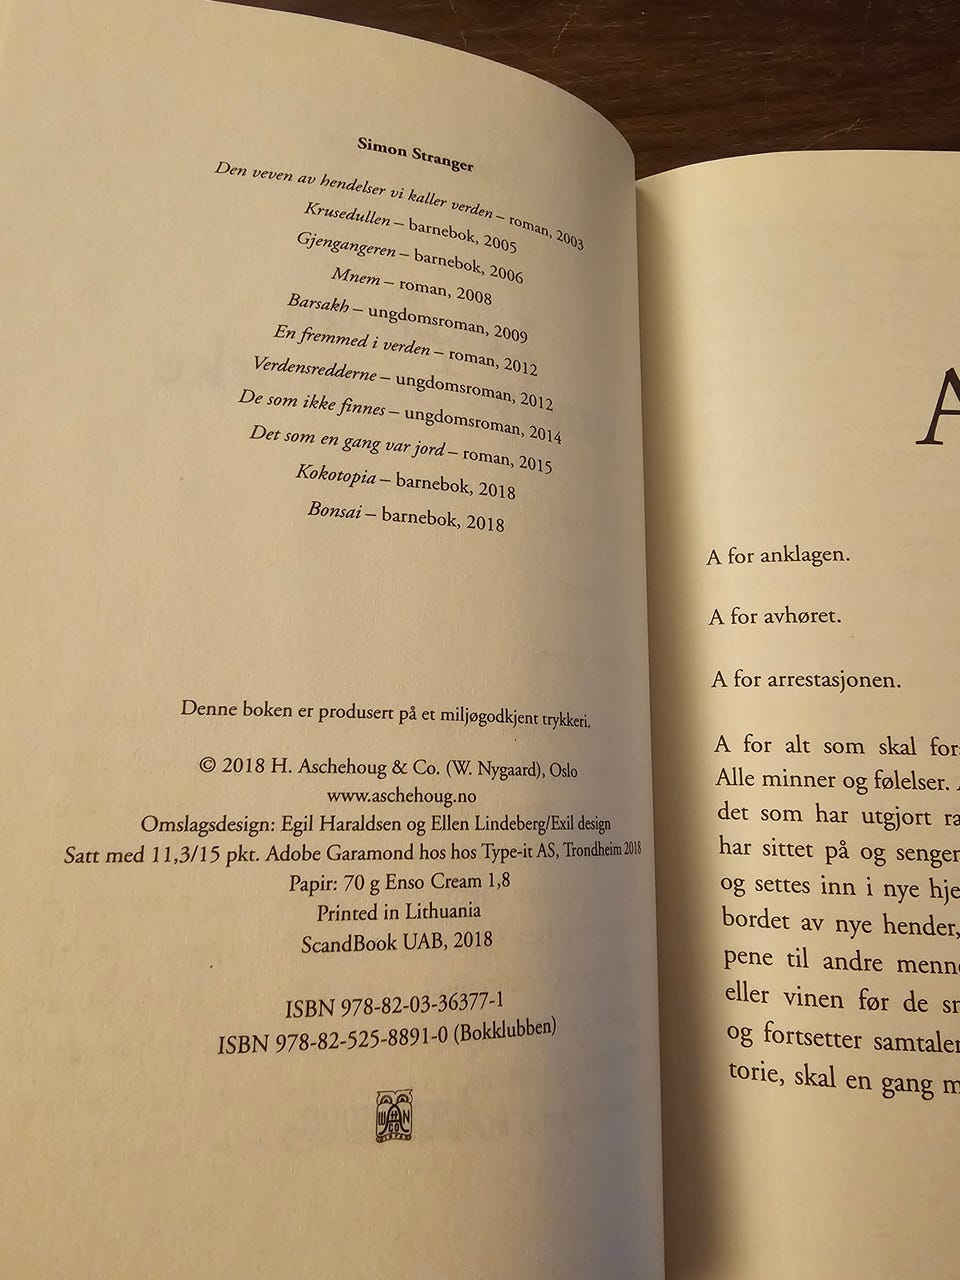 Simon Stranger
Den veven av hendelser vi kaller verden – roman, 2003
Krusedullen – barnebok, 2005
Gjengangeren – barnebok, 2006
Mnem – roman, 2008
Barsakh – ungdomsroman, 2009
En fremmed i verden – roman, 2012
Verdensredderne – ungdomsroman, 2012
De som ikke finnes – ungdomsroman, 2014
Det som en gang var jord – roman, 2015
Kokotopia – barnebok, 2018
Bonsai – barnebok, 2018
Denne boken er produsert på et miljøgodkjent trykkeri.
© 2018 H. Aschehoug & Co. (W. Nygaard), Oslo
www.aschehoug.no
Omslagsdesign: Egil Haraldsen og Ellen Lindeberg/Exil design
Satt med 11,3/15 pkt. Adobe Garamond hos hos Type-it AS, Trondheim 2018
Papir: 70 g Enso Cream 1,8
Printed in Lithuania
ScandBook UAB, 2018
ISBN 978-82-03-36377-1
ISBN 978-82-525-8891-0 (Bokklubben)
A
A for anklagen.
A for avhøret.
A for arrestasjonen.
A for alt som skal for
Alle minner og følelser.
det som har utgjort ra
har sittet på og senger
og settes inn i nye hje
bordet av nye hender,
pene til andre menn
eller vinen før de
og fortsetter samtaler
torie, skal en gang m